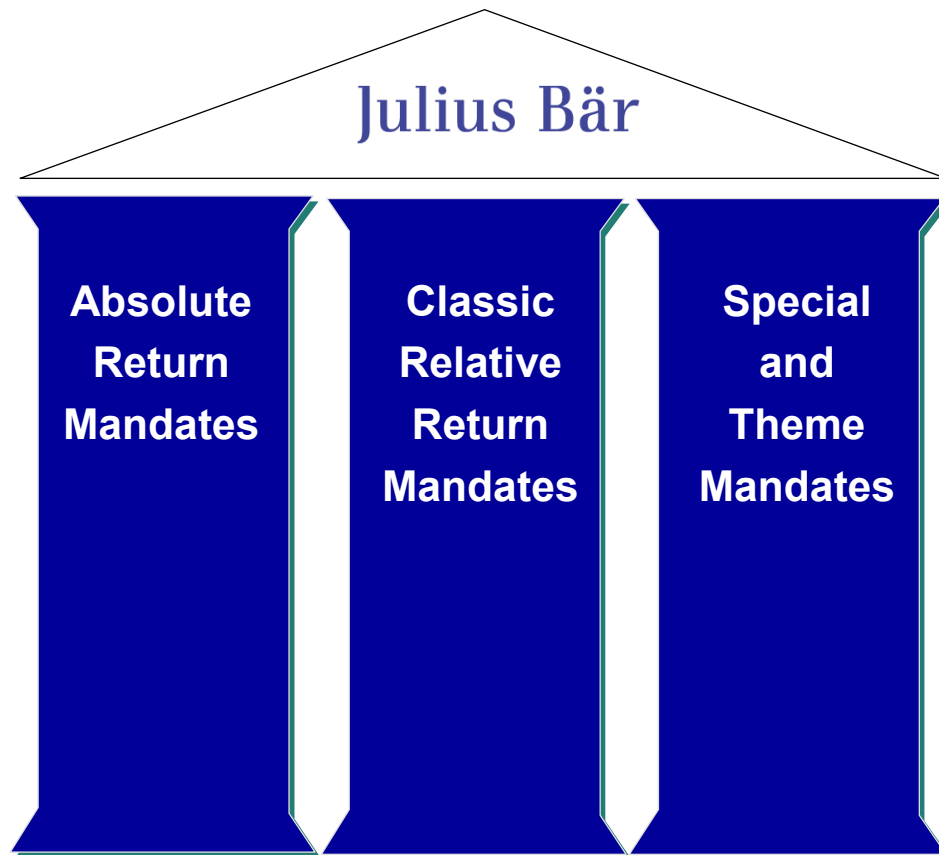 Julius Bär
Absolute
Return
Mandates
Classic
Relative
Return
Mandates
Special
and
Theme
Mandates